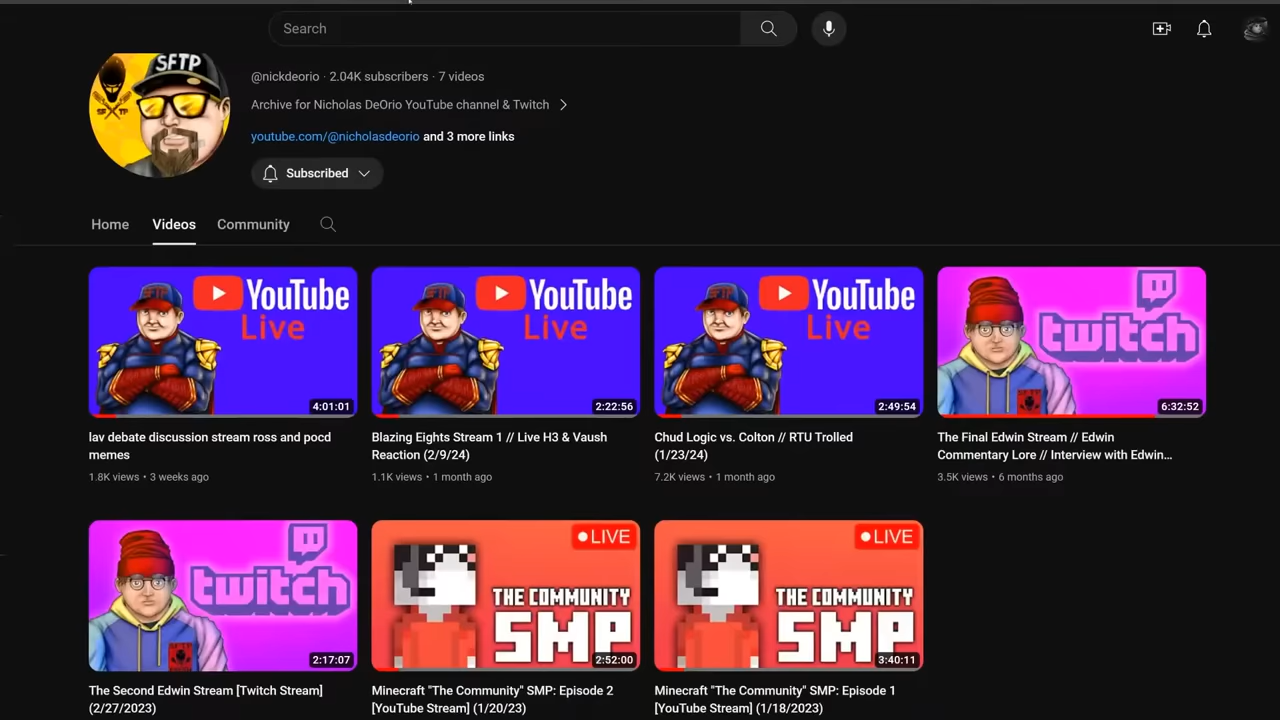 Search
SFTP
SF TP
@nickdeorio · 2.04K subscribers · 7 videos
Archive for Nicholas DeOrio YouTube channel & Twitch
youtube.com/@nicholasdeorio and 3 more links
Subscribed
Home Videos Community
YouTube
Live
4:01:01
YouTube
Live
2:22:56
YouTube
Live
2:49:54
twitch
6:32:52
lav debate discussion stream ross and pocd
memes
1.8K views · 3 weeks ago
Blazing Eights Stream 1 // Live H3 & Vaush
Reaction (2/9/24)
1.1K views · 1 month ago
Chud Logic vs. Colton // RTU Trolled
(1/23/24)
7.2K views · 1 month ago
The Final Edwin Stream // Edwin
Commentary Lore // Interview with Edwin...
3.5K views · 6 months ago
twitch
2:17:07
LIVE
THE COMMUNITY
SMP
2:52:00
LIVE
THE COMMUNITY
SMP
3:40:11
The Second Edwin Stream [Twitch Stream]
(2/27/2023)
Minecraft "The Community" SMP: Episode 2
[YouTube Stream] (1/20/23)
Minecraft "The Community" SMP: Episode 1
[YouTube Stream] (1/18/2023)